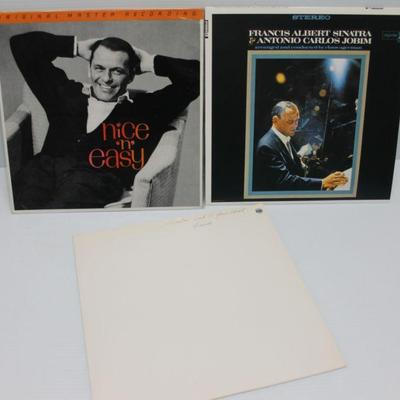 ORIGINAL MASTER RECORDING
nice
'n'
easy
STEREO
FRANCIS ALBERT SINATRA
& ANTONIO CARLOS JOBIM
arranged and conducted by claus ogerman